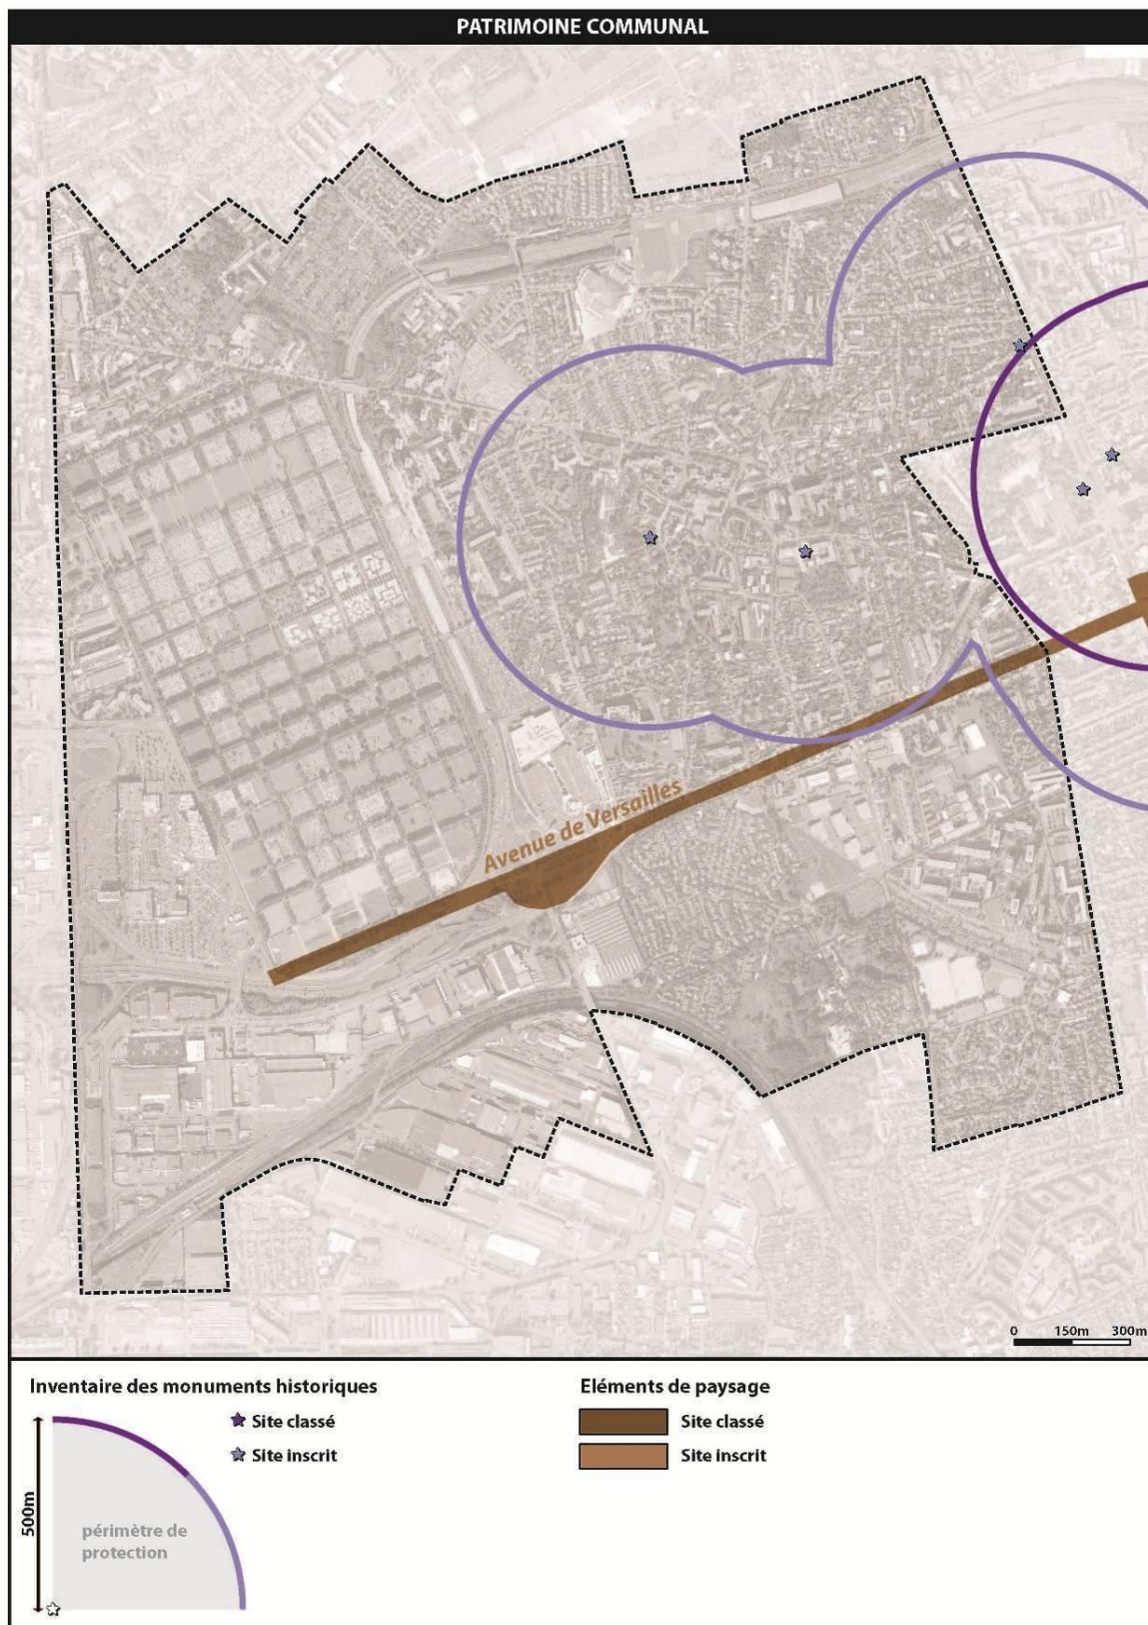 PATRIMOINE COMMUNAL
Avenue de Versailles
0 150m 300m
Inventaire des monuments historiques
Site classé
Site inscrit
500m
périmètre de
protection
Eléments de paysage
Site classé
Site inscrit